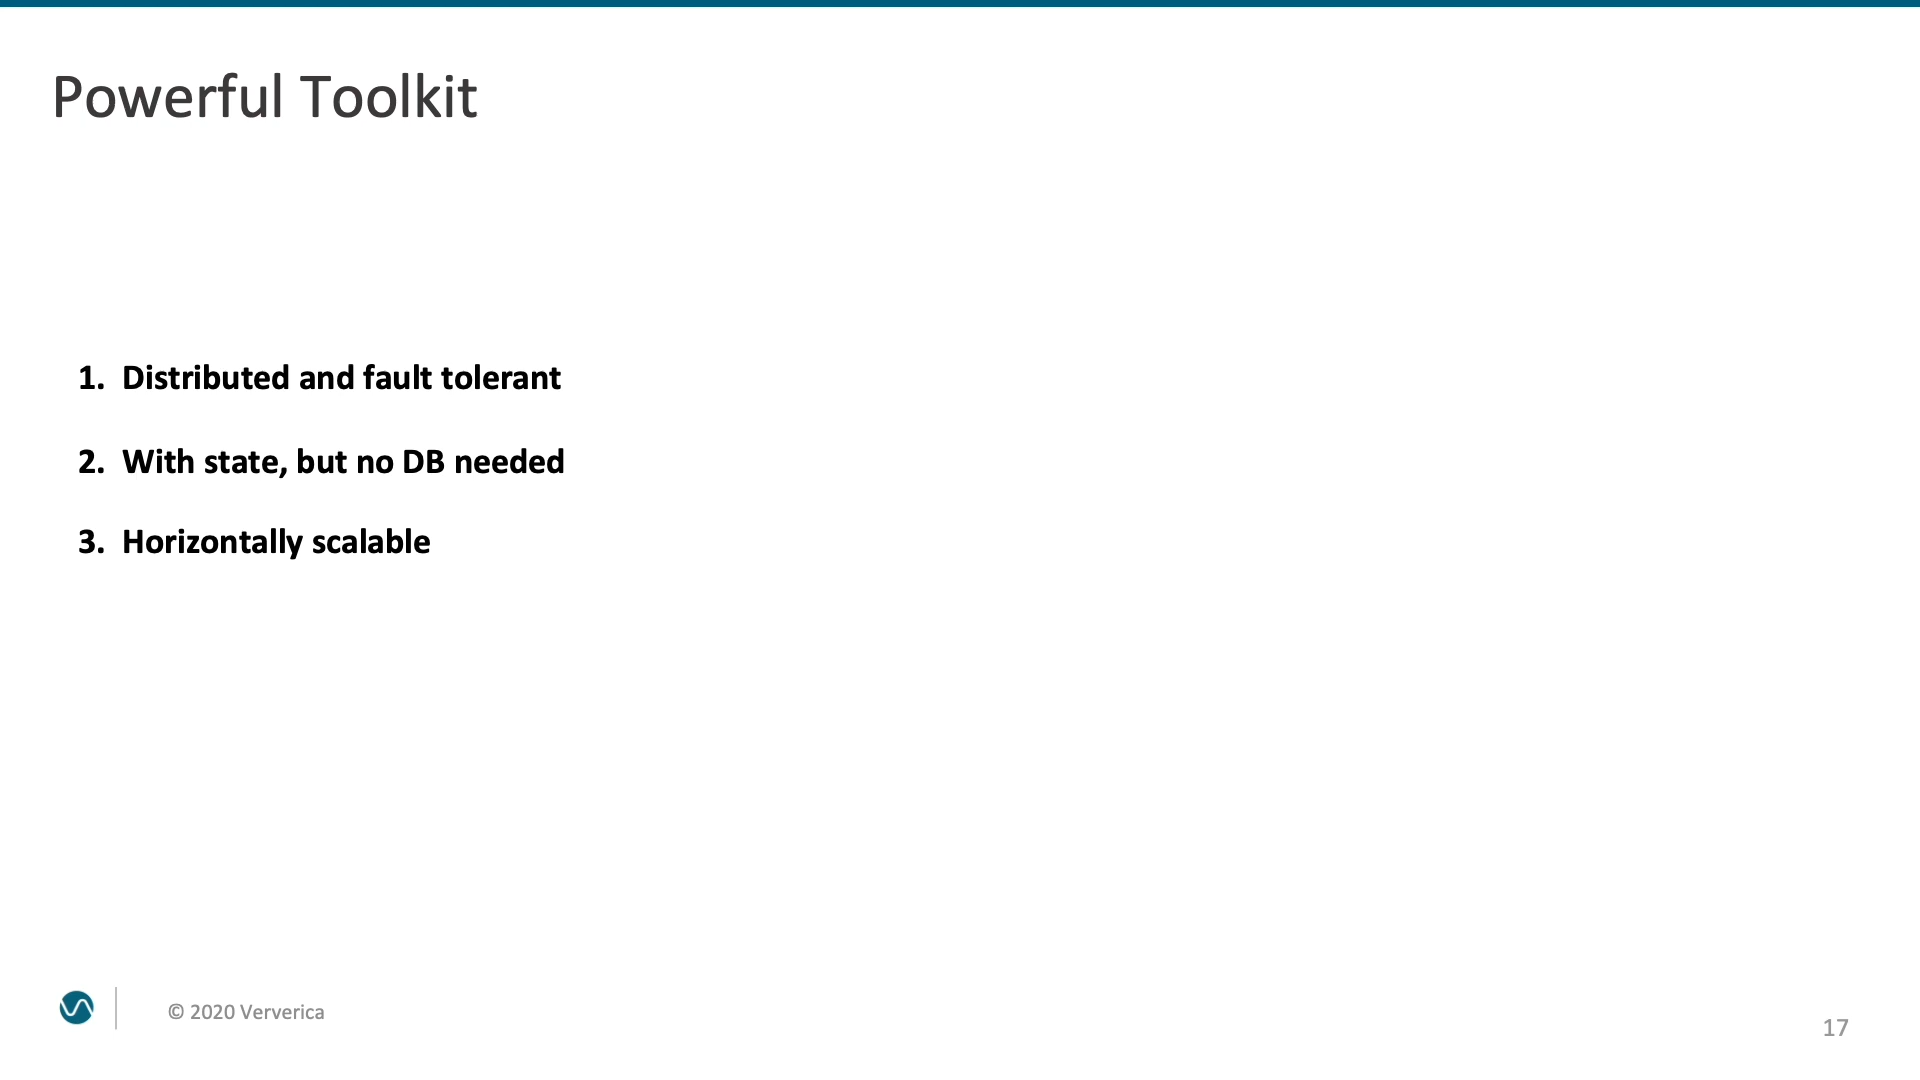 Powerful Toolkit
1. Distributed and fault tolerant
2. With state, but no DB needed
3. Horizontally scalable
© 2020 Ververica
17